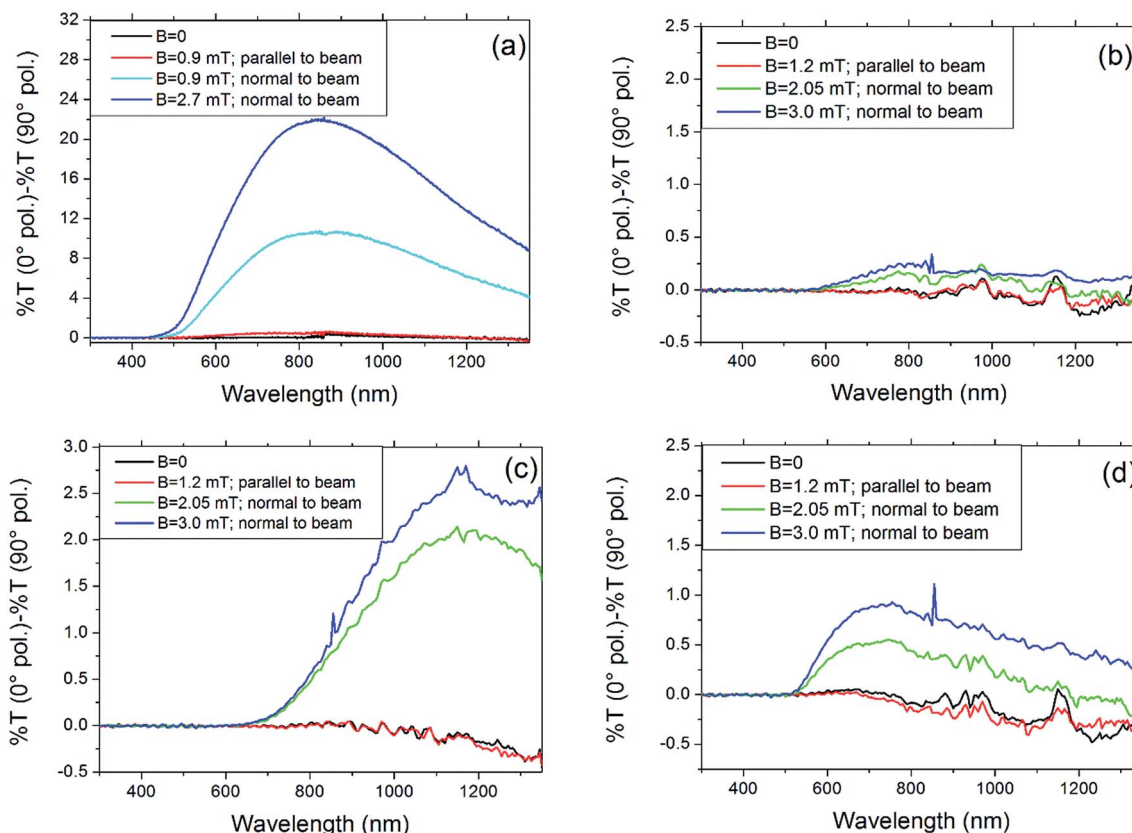 32
28
24
20
16
12
8
4
0
%T (0° pol.)-%T (90° pol.)
B=0
B=0.9 mT; parallel to beam
B=0.9 mT; normal to beam
B=2.7 mT; normal to beam
(a)
400 600 800 1000 1200
Wavelength (nm)
2.5
2.0
1.5
1.0
0.5
0.0
-0.5
%T (0° pol.)-%T (90° pol.)
B=0
B=1.2 mT; parallel to beam
B=2.05 mT; normal to beam
B=3.0 mT; normal to beam
(b)
400 600 800 1000 1200
Wavelength (nm)
3.0
2.5
2.0
1.5
1.0
0.5
0.0
-0.5
%T (0° pol.)-%T (90° pol.)
B=0
B=1.2 mT; parallel to beam
B=2.05 mT; normal to beam
B=3.0 mT; normal to beam
(c)
400 600 800 1000 1200
Wavelength (nm)
2.5
2.0
1.5
1.0
0.5
0.0
-0.5
%T (0° pol.)-%T (90° pol.)
B=0
B=1.2 mT; parallel to beam
B=2.05 mT; normal to beam
B=3.0 mT; normal to beam
(d)
400 600 800 1000 1200
Wavelength (nm)